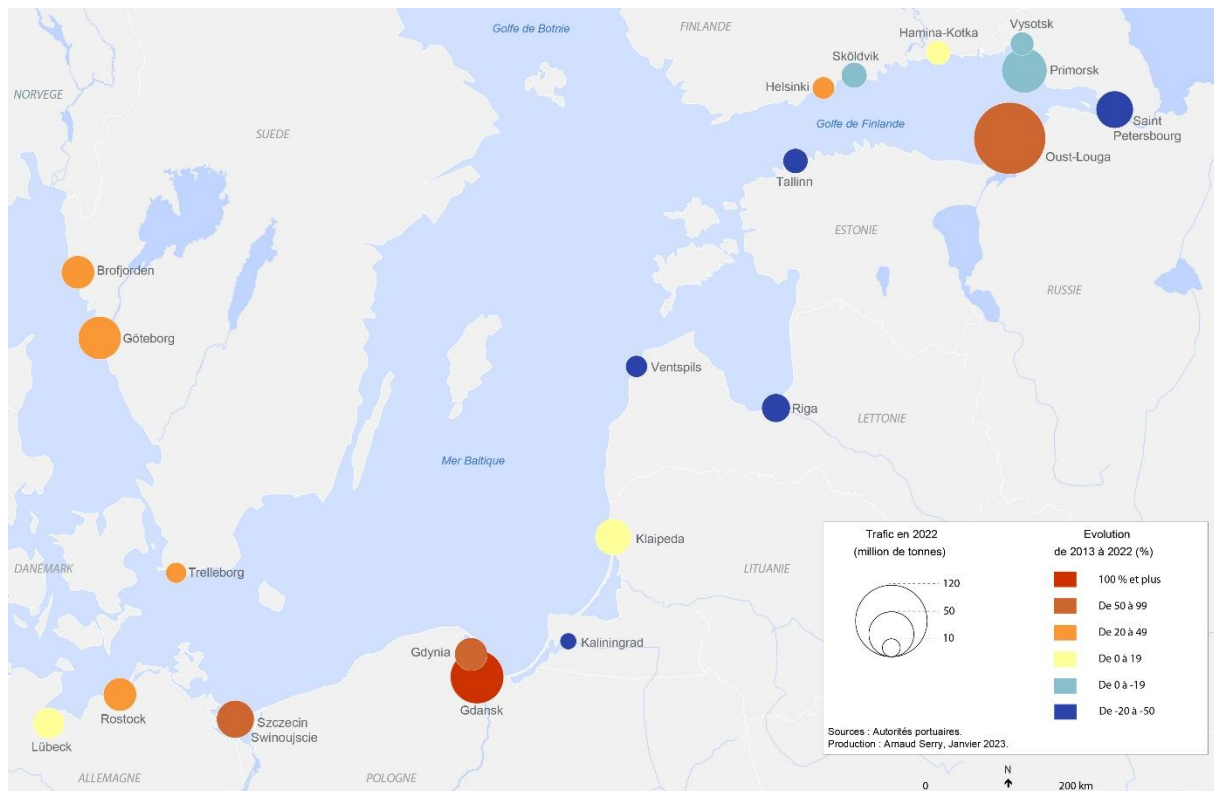 Golfe de Botnie
FINLANDE
Hamina-Kotka
Vysotsk
Sköldvik
Primorsk
NORVEGE
Helsinki
SUEDE
Golfe de Finlande
Saint
Petersbourg
Oust-Louga
Tallinn
ESTONIE
Brofjorden
RUSSIE
Göteborg
Ventspils
Riga
LETTONIE
Mer Baltique
Klaipeda
DANEMARK
Trelleborg
LITUANIE
Kaliningrad
Gdynia
Gdansk
Rostock
Szczecin
Swinoujscie
Lübeck
ALLEMAGNE
POLOGNE
Trafic en 2022
(million de tonnes)
120
50
10
Evolution
de 2013 à 2022 (%)
100 % et plus
De 50 à 99
De 20 à 49
De 0 à 19
De 0 à -19
De -20 à -50
Sources : Autorités portuaires.
Production : Arnaud Serry, Janvier 2023.
N
0 200 km